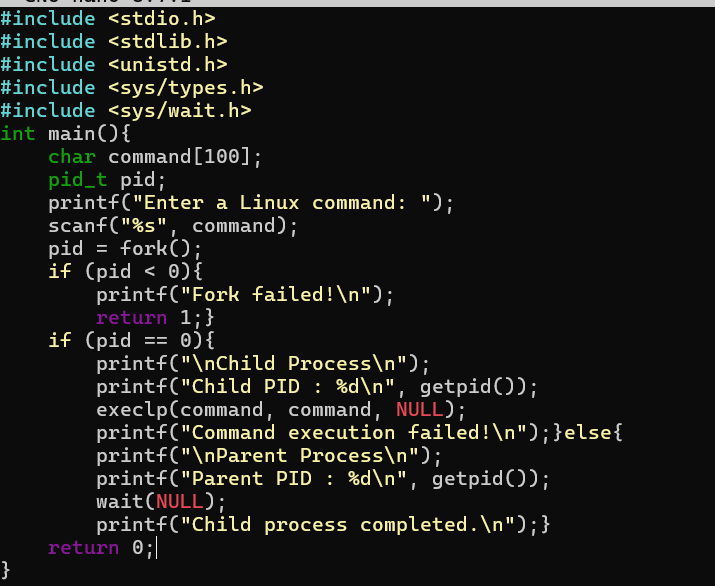 #include <stdio.h>
#include <stdlib.h>
#include <unistd.h>
#include <sys/types.h>
#include <sys/wait.h>
int main(){
    char command[100];
    pid_t pid;
    printf("Enter a Linux command: ");
    scanf("%s", command);
    pid = fork();
    if (pid < 0){
        printf("Fork failed!\n");
        return 1;}
    if (pid == 0){
        printf("\nChild Process\n");
        printf("Child PID : %d\n", getpid());
        execlp(command, command, NULL);
        printf("Command execution failed!\n");}else{
        printf("\nParent Process\n");
        printf("Parent PID : %d\n", getpid());
        wait(NULL);
        printf("Child process completed.\n");}
    return 0;
}